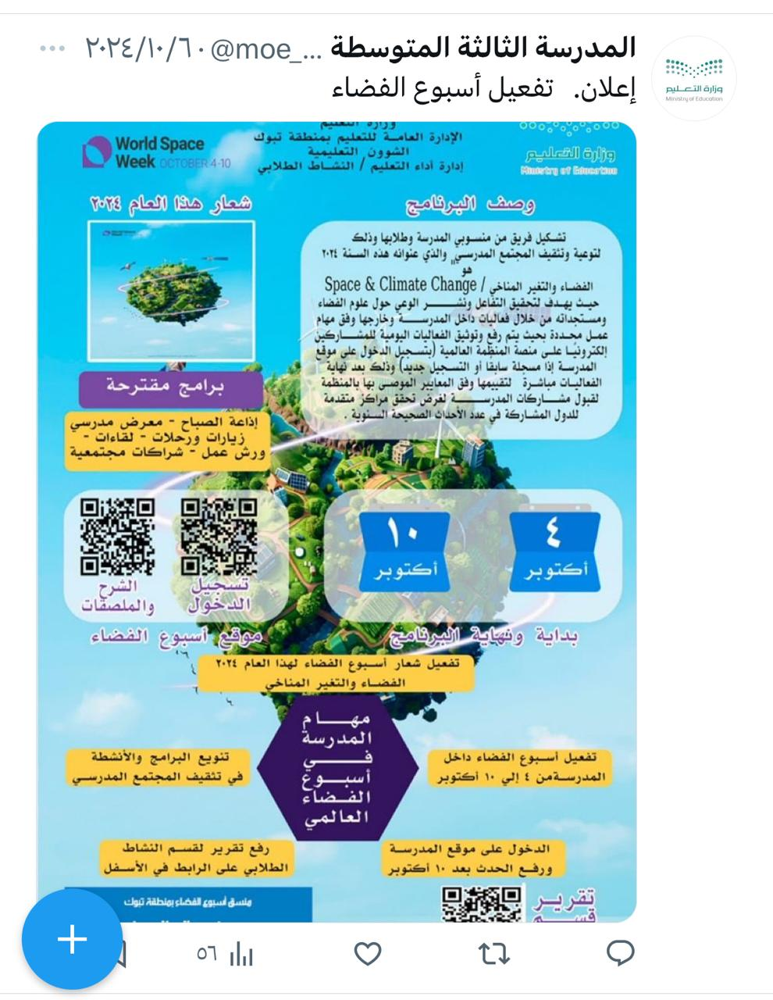 المدرسة الثالثة المتوسطة @moe_... · ٢٠٢٤/١٠/٦
وزارة التعليم
Ministry of Education
إعلان. تفعيل أسبوع الفضاء
وزارة التعليم
Ministry of Education
وزارة التعليم
الإدارة العامة للتعليم بمنطقة تبوك
الشوون التعليمية
إدارة أداء التعليم / النشاط الطلابي
World Space
Week OCTOBER 4-10
وصف البرنامج
تشكيل فريق من منسوبي المدرسة وطلابها وذلك
لتوعية وتثقيف المجتمع المدرسي والذي عنوانه هذه السنة ٢٠٢٤
هو"
الفضاء والتغير المناخي / Space & Climate Change
حيث يهدف لتحقيق التفاعل ونشر الوعي حول علوم الفضاء
ومستجداته من خلال فعاليات داخل المدرسة وخارجها وفق مهام
عمل محددة بحيث يتم رفع وتوثيق الفعاليات اليومية للمشاركين
إلكترونيًا على منصة المنظمة العالمية (بتسجيل الدخول على موقع
المدرسة إذا مسجلة سابقا أو التسجيل جديد) وذلك بعد نهاية
الفعاليات مباشرة لتقييمها وفق المعايير الموصى بها بالمنظمة
لقبول مشاركات المدرسة لغرض تحقق مراكز متقدمة
للدول المشاركة في عدد الأحداث الصحيحة السنوية .
شعار هذا العام ٢٠٢٤
برامج مقترحة
إذاعة الصباح - معرض مدرسي
زيارات ورحلات - لقاءات -
ورش عمل - شراكات مجتمعية
٤
أكتوبر
١٠
أكتوبر
بداية ونهاية البرنامج
تسجيل
الدخول
الشرح
والملصقات
موقع أسبوع الفضاء
تفعيل شعار أسبوع الفضاء لهذا العام ٢٠٢٤
الفضاء والتغير المناخي
مهام
المدرسة
في
أسبوع
الفضاء
العالمي
تفعيل أسبوع الفضاء داخل
المدرسةمن ٤ إلي ١٠ أكتوبر
تنويع البرامج والأنشطة
في تثقيف المجتمع المدرسي
الدخول على موقع المدرسة
ورفع الحدث بعد ١٠ أكتوبر
رفع تقرير لقسم النشاط
الطلابي على الرابط في الأسفل
تقرير
قسم
منسق أسبوع الفضاء بمنطقة تبوك
٥٦